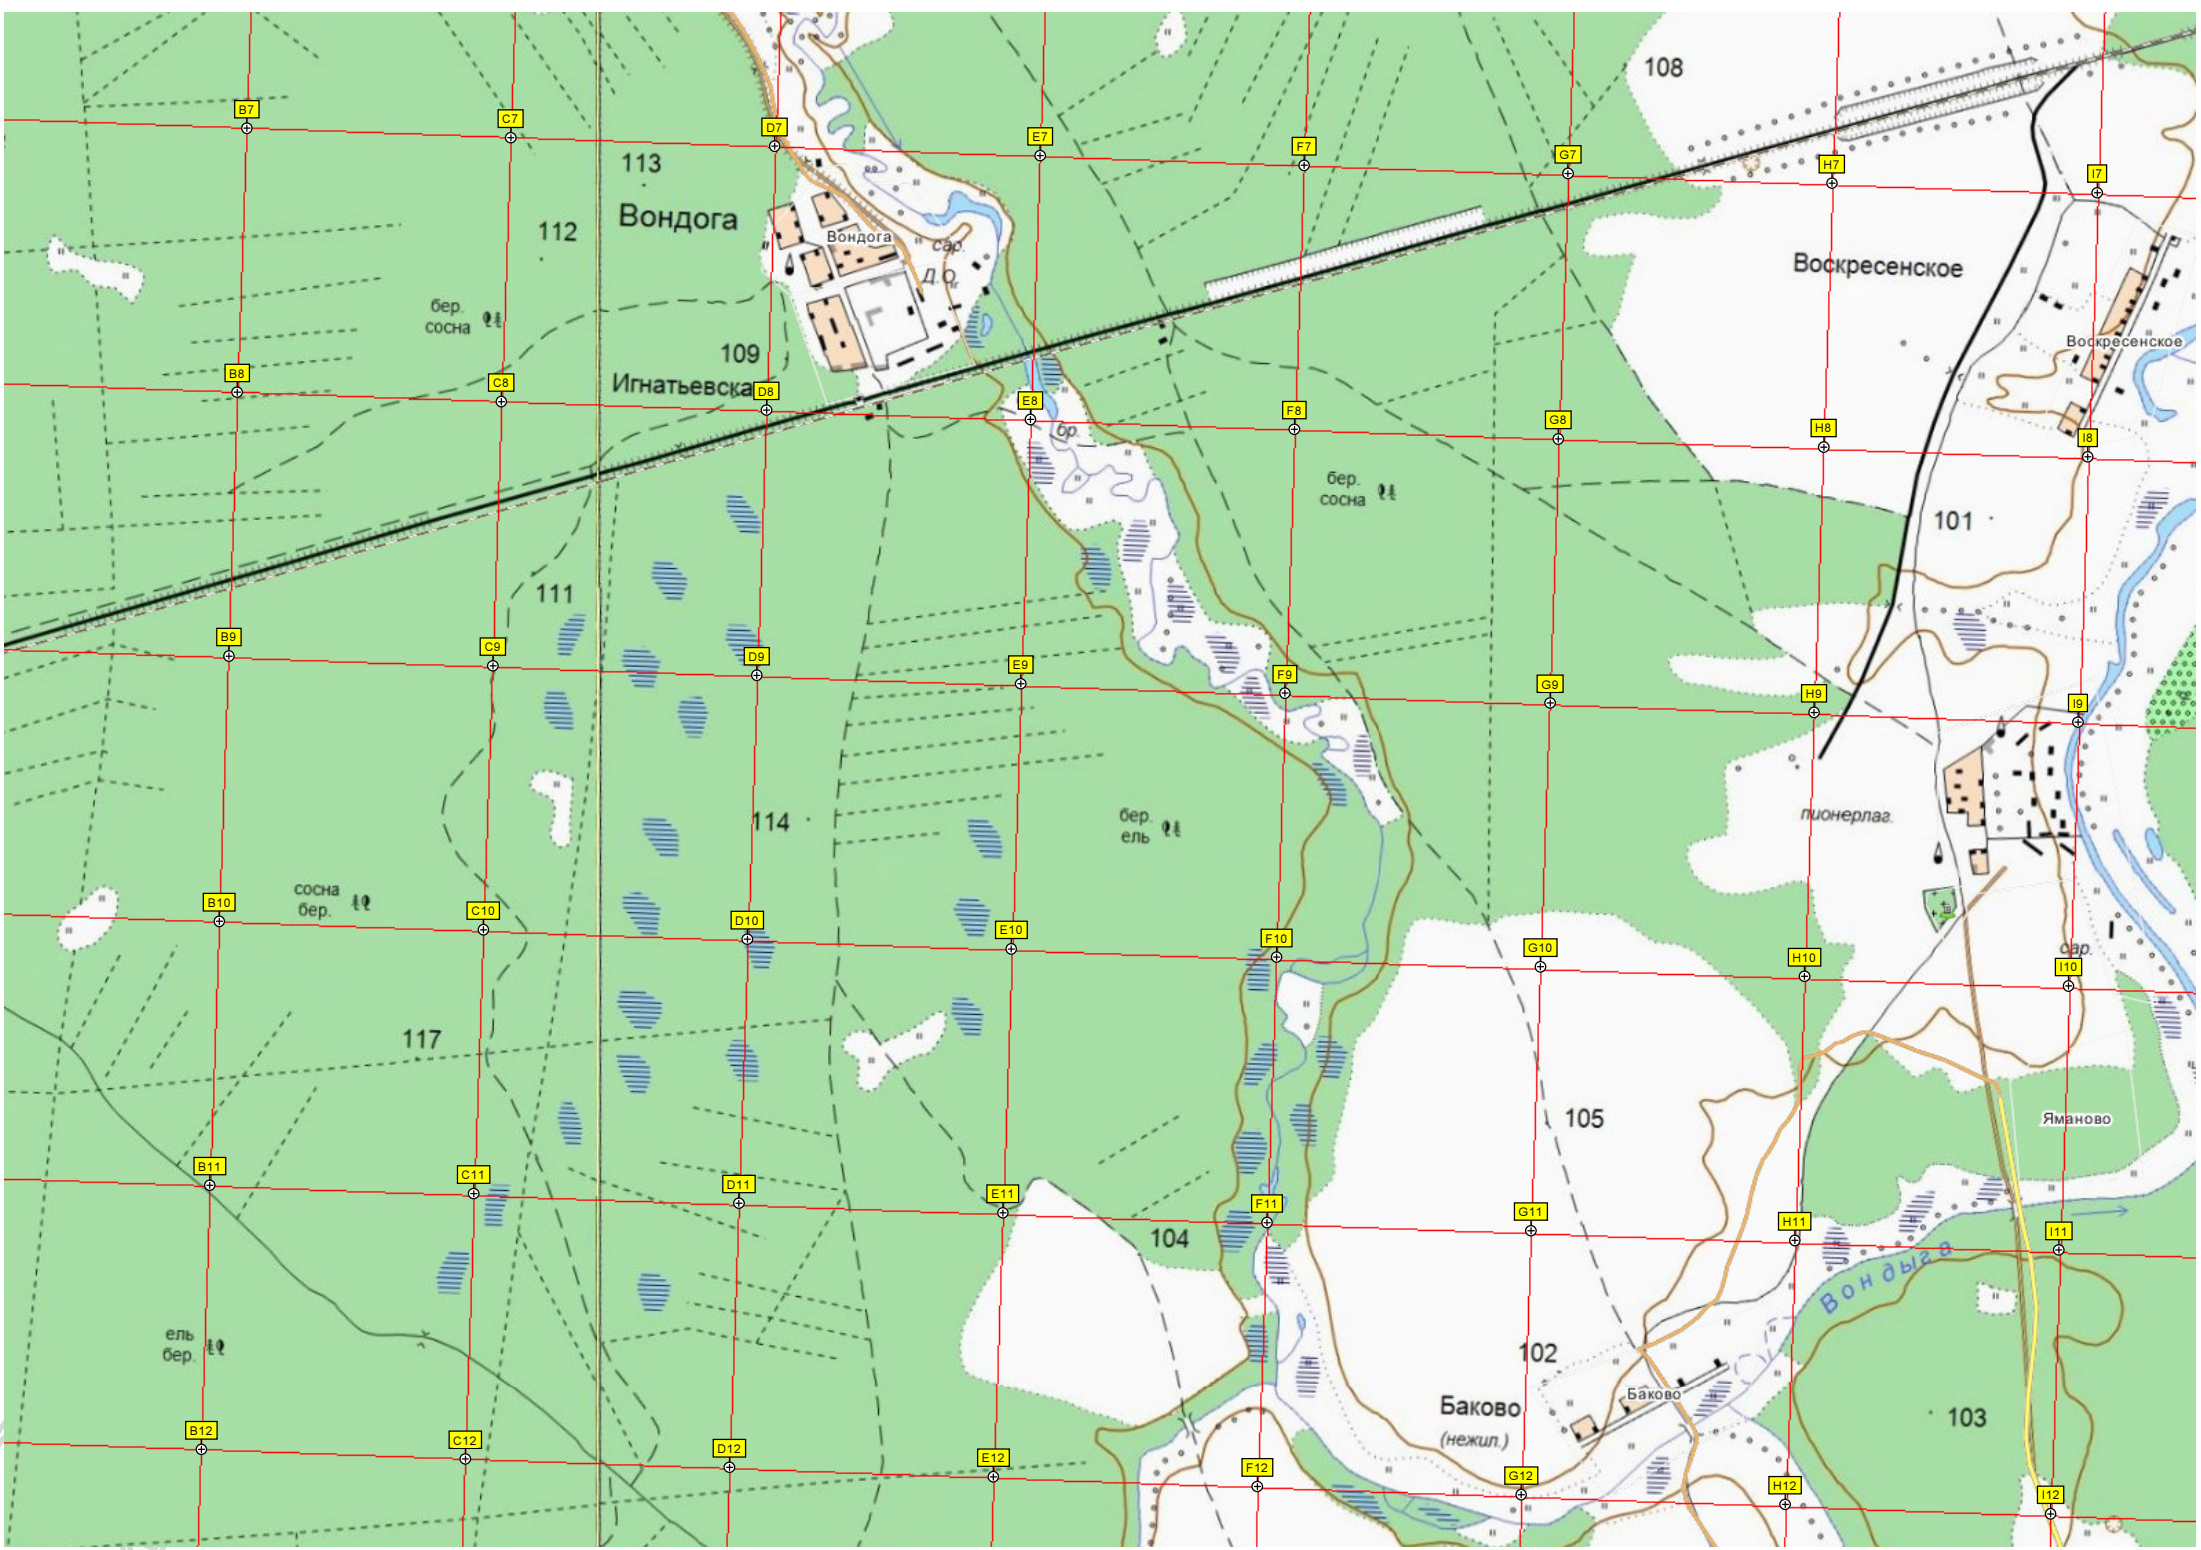 108
B7
C7
D7
E7
F7
G7
H7
I7
113
Вондога
112
Вондога
сар.
Д.О.
Воскресенское
бер.
сосна
109
Воскресенское
Игнатьевска
B8
C8
D8
E8
F8
G8
H8
I8
бр.
бер.
сосна
101
111
B9
C9
D9
E9
F9
G9
H9
I9
114
бер.
ель
пионерлаг.
сосна
бер.
B10
C10
D10
E10
F10
G10
H10
I10
сар.
117
105
Яманово
B11
C11
D11
E11
F11
G11
H11
I11
104
Вондыга
ель
бер.
102
Баково
Баково
(нежил.)
103
B12
C12
D12
E12
F12
G12
H12
I12